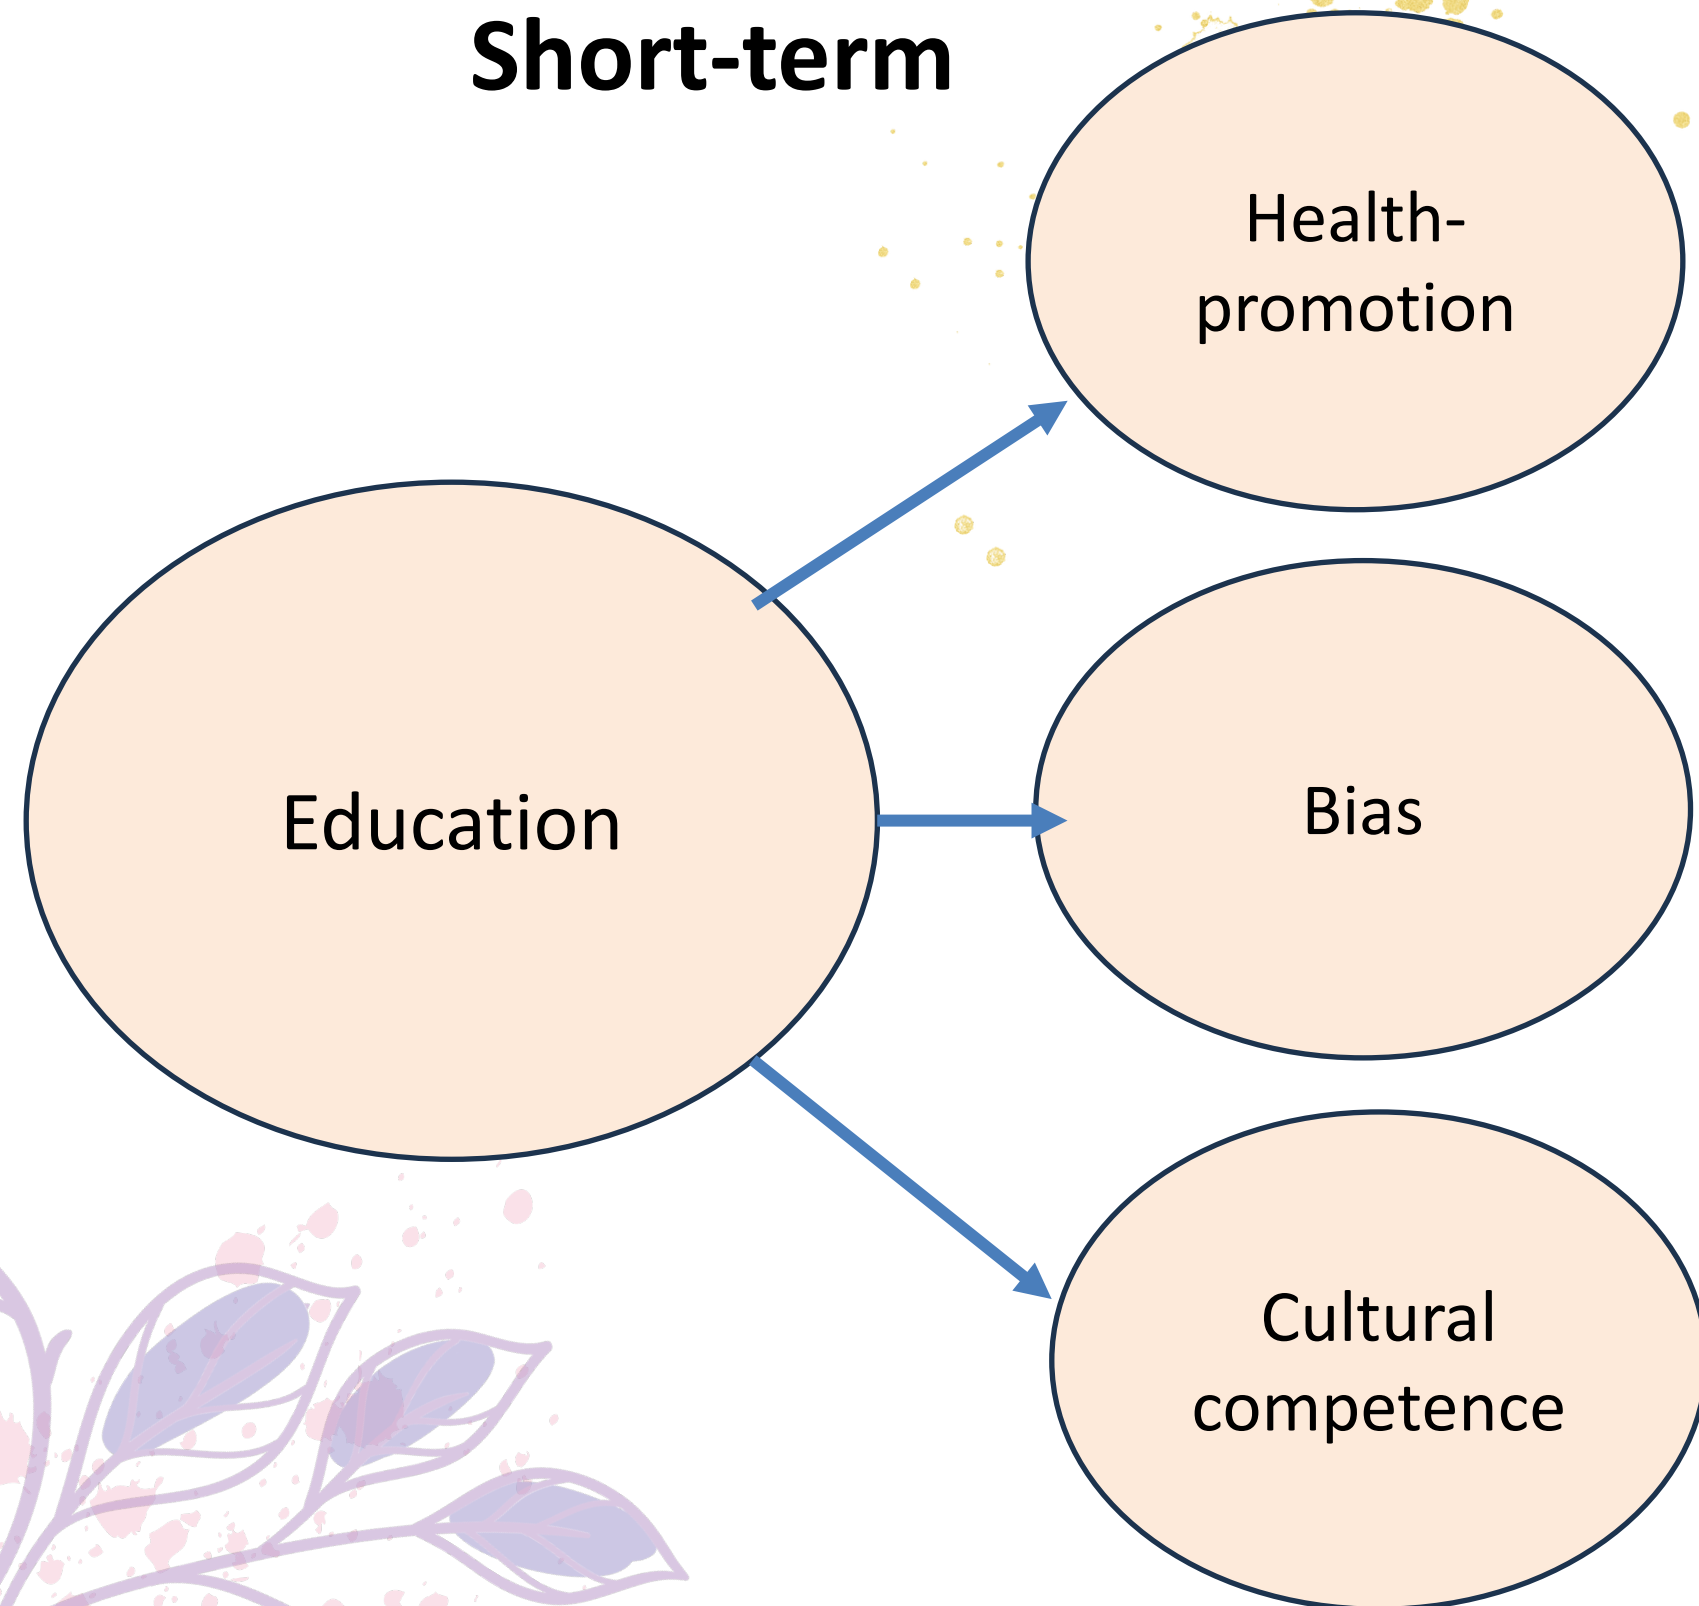 Short-term
Health-
promotion
Education
Bias
Cultural
competence